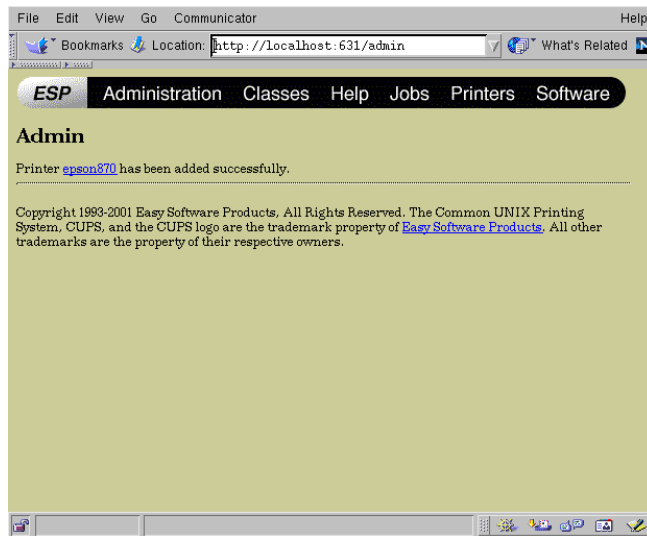 File Edit View Go Communicator Help
Bookmarks Location: http://localhost:631/admin What's Related N
ESP Administration Classes Help Jobs Printers Software
Admin
Printer epson870 has been added successfully.
Copyright 1993-2001 Easy Software Products, All Rights Reserved. The Common UNIX Printing
System, CUPS, and the CUPS logo are the trademark property of Easy Software Products. All other
trademarks are the property of their respective owners.